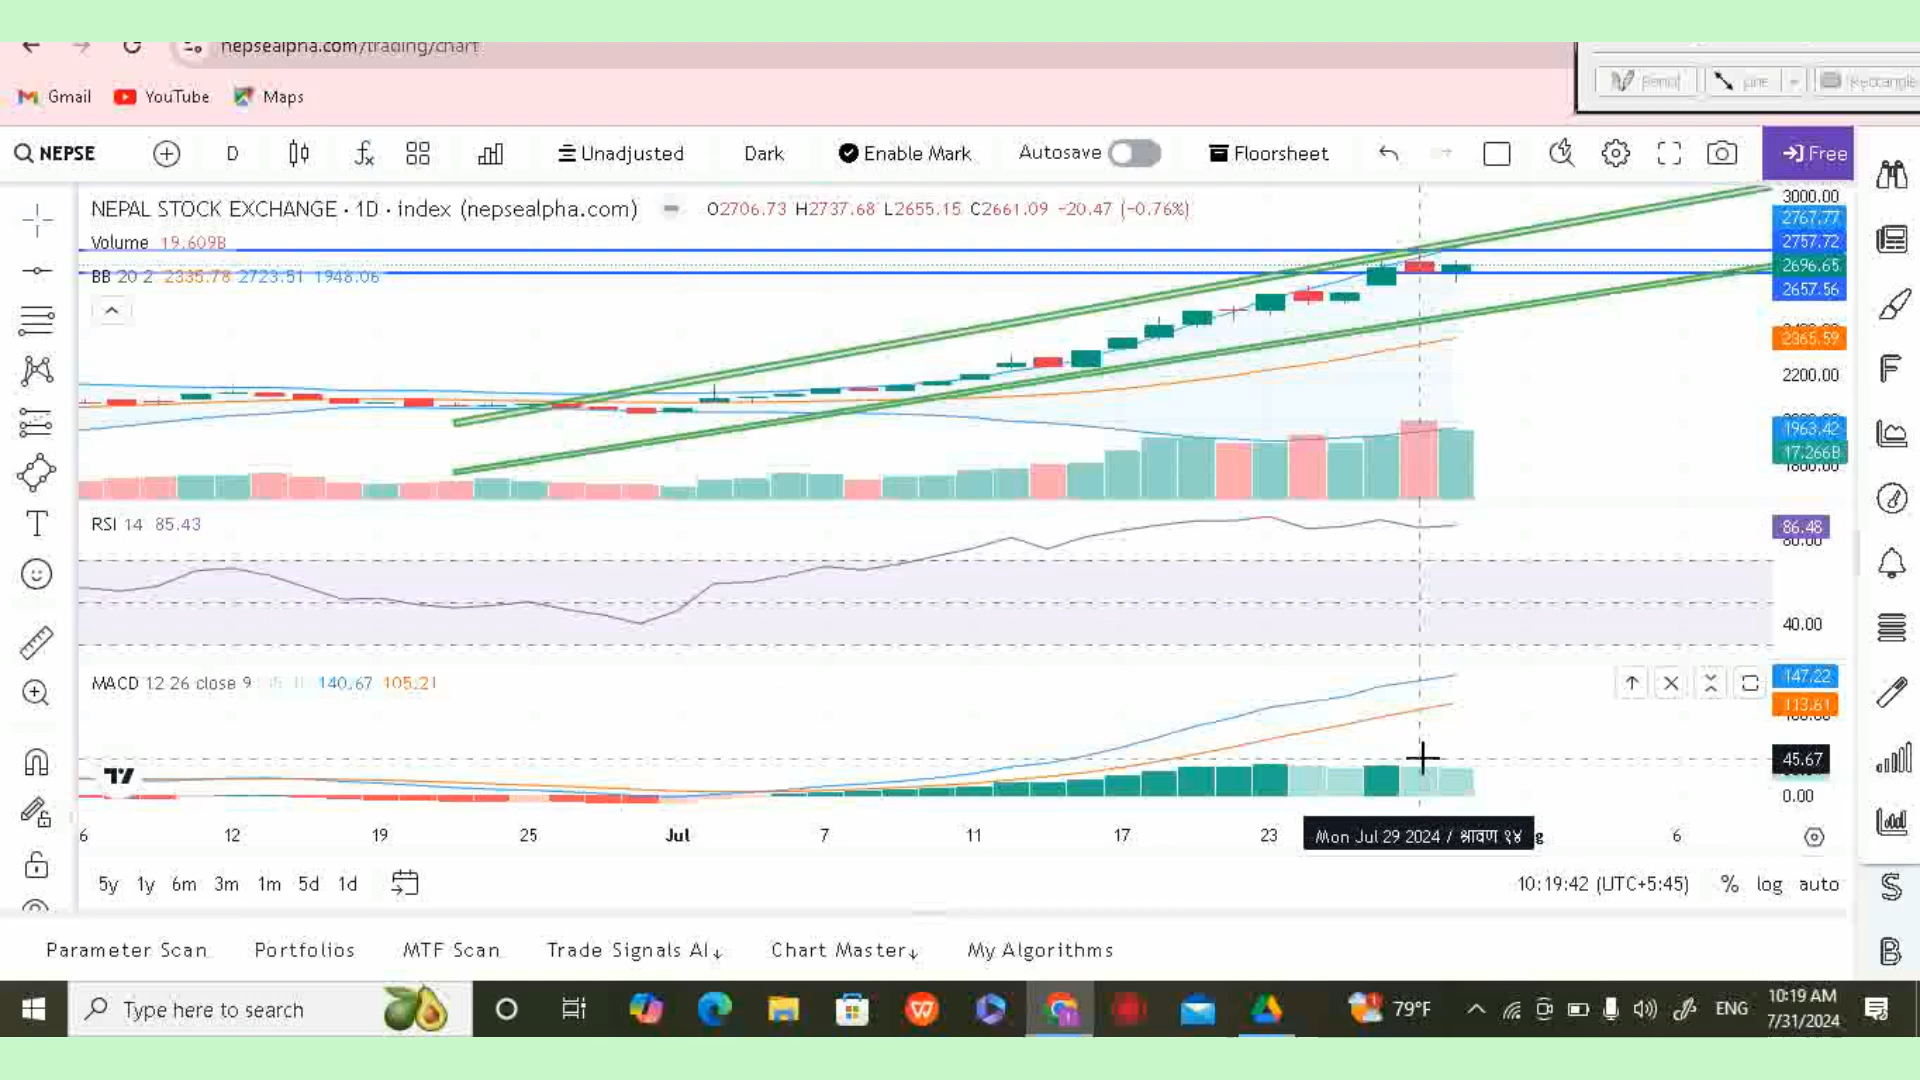 nepsealpha.com/trading/chart
Gmail YouTube Maps
Pencil Line Rectangle
NEPSE D Unadjusted Dark Enable Mark Autosave Floorsheet Free
NEPAL STOCK EXCHANGE · 1D · index (nepsealpha.com) O2706.73 H2737.68 L2655.15 C2661.09 -20.47 (-0.76%)
Volume 19.609B
BB 20 2 2335.78 2723.51 1948.06
3000.00
2767.77
2757.72
2696.65
2657.56
2365.59
2200.00
1963.42
17.266B
1800.00
RSI 14 85.43
86.48
80.00
40.00
MACD 12 26 close 9 140.67 105.21
147.22
113.61
45.67
0.00
6 12 19 25 Jul 7 11 17 23 Mon Jul 29 2024 / श्रावण १४ g 6
5y 1y 6m 3m 1m 5d 1d 10:19:42 (UTC+5:45) % log auto
Parameter Scan Portfolios MTF Scan Trade Signals AI↓ Chart Master↓ My Algorithms
Type here to search 79°F ENG 10:19 AM
7/31/2024